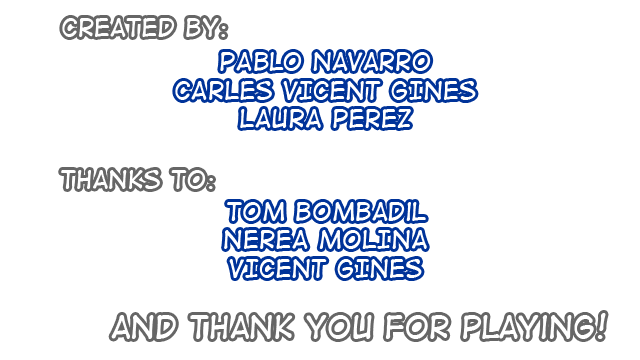 CREATED BY:
PABLO NAVARRO
CARLES VICENT GINES
LAURA PEREZ
THANKS TO:
TOM BOMBADIL
NEREA MOLINA
VICENT GINES
AND THANK YOU FOR PLAYING!